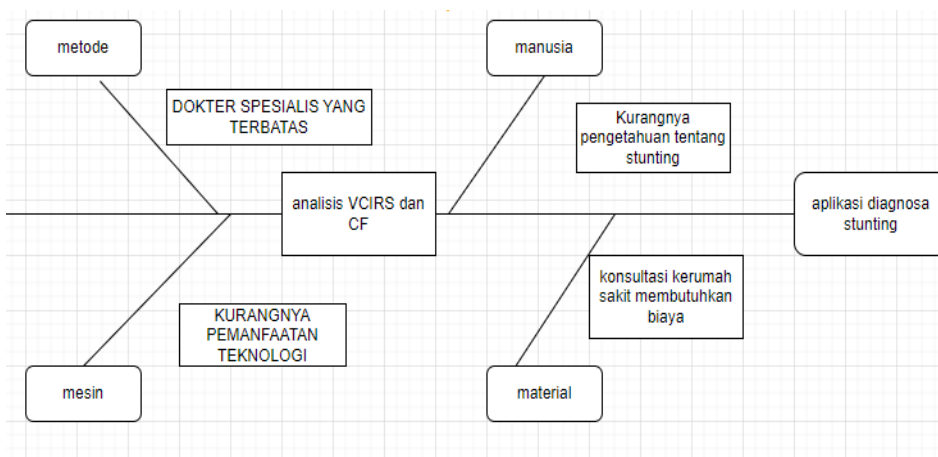 metode
manusia
DOKTER SPESIALIS YANG
TERBATAS
Kurangnya
pengetahuan tentang
stunting
analisis VCIRS dan
CF
aplikasi diagnosa
stunting
konsultasi kerumah
sakit membutuhkan
biaya
KURANGNYA
PEMANFAATAN
TEKNOLOGI
mesin
material